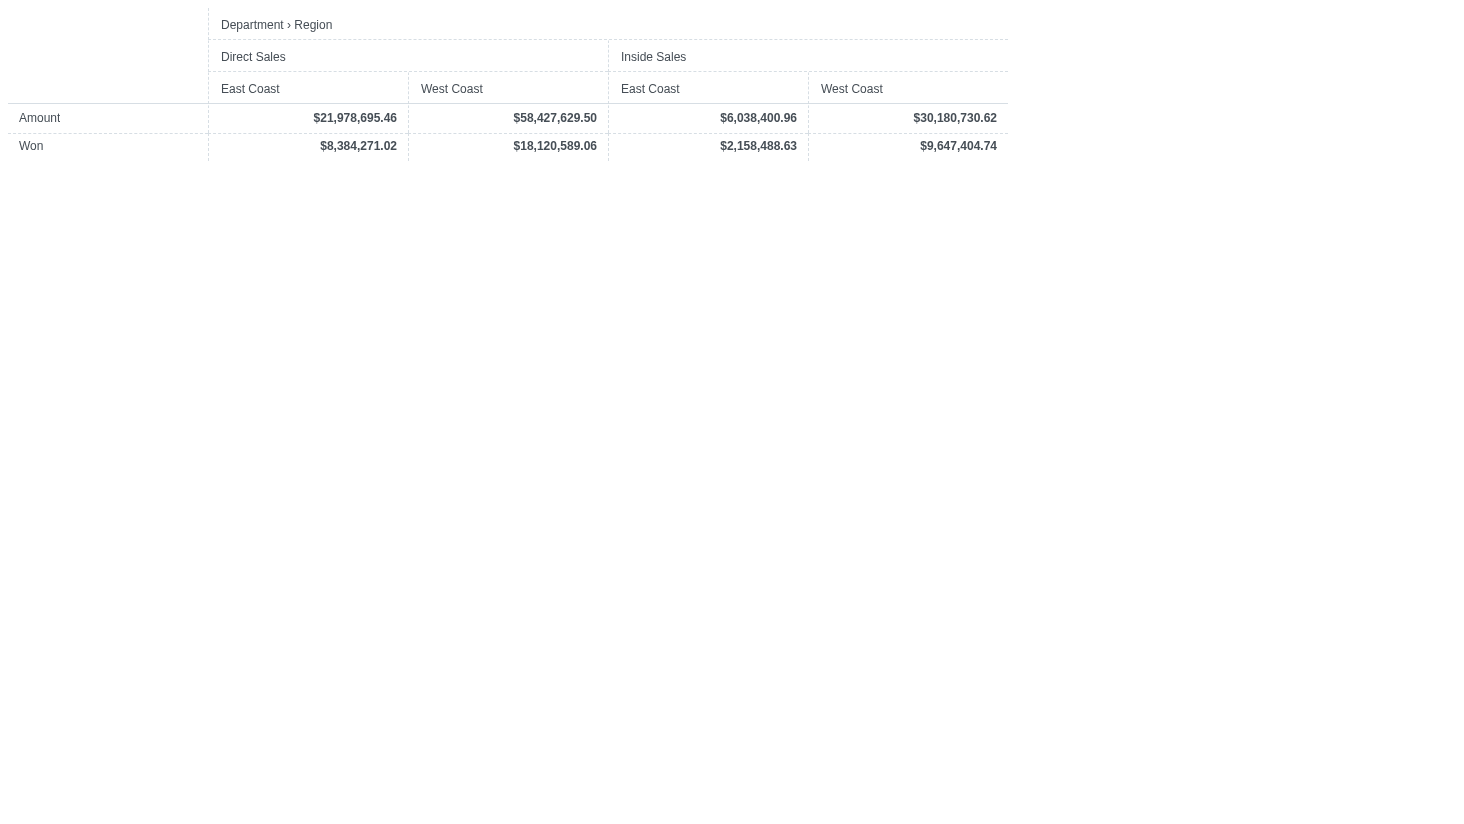 Department › Region
Direct Sales Inside Sales
East Coast West Coast East Coast West Coast
Amount $21,978,695.46 $58,427,629.50 $6,038,400.96 $30,180,730.62
Won $8,384,271.02 $18,120,589.06 $2,158,488.63 $9,647,404.74